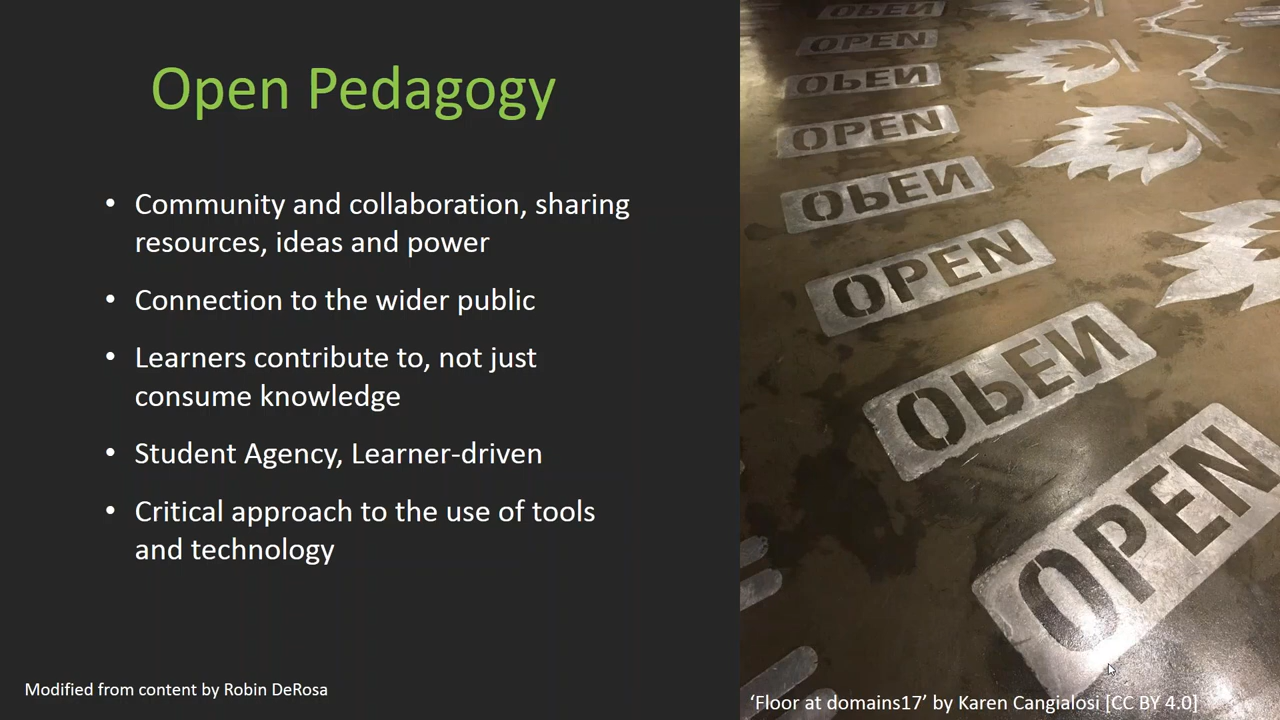 Open Pedagogy
• Community and collaboration, sharing
resources, ideas and power
• Connection to the wider public
• Learners contribute to, not just
consume knowledge
• Student Agency, Learner-driven
• Critical approach to the use of tools
and technology
Modified from content by Robin DeRosa
OPEN
OPEN
OPEN
OPEN
OPEN
OPEN
OPEN
OPEN
'Floor at domains17' by Karen Cangialosi [CC BY 4.0]